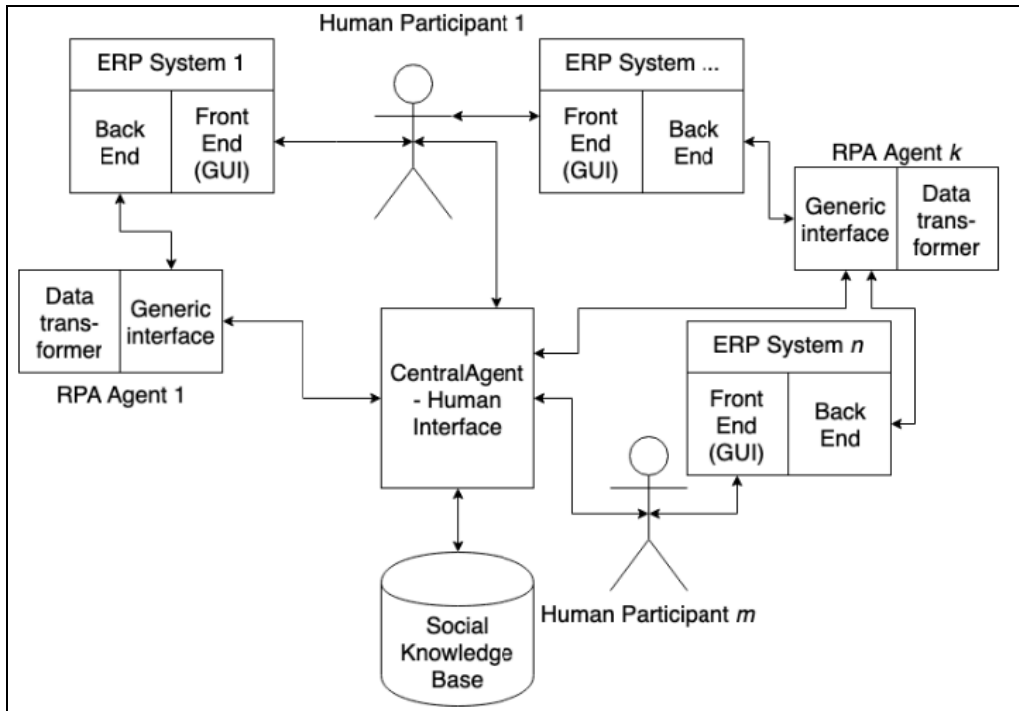 Human Participant 1
ERP System 1
Back
End
Front
End
(GUI)
ERP System ...
Front
End
(GUI)
Back
End
RPA Agent k
Generic
interface
Data
trans-
former
Data
trans-
former
Generic
interface
RPA Agent 1
CentralAgent
- Human
Interface
ERP System n
Front
End
(GUI)
Back
End
Human Participant m
Social
Knowledge
Base